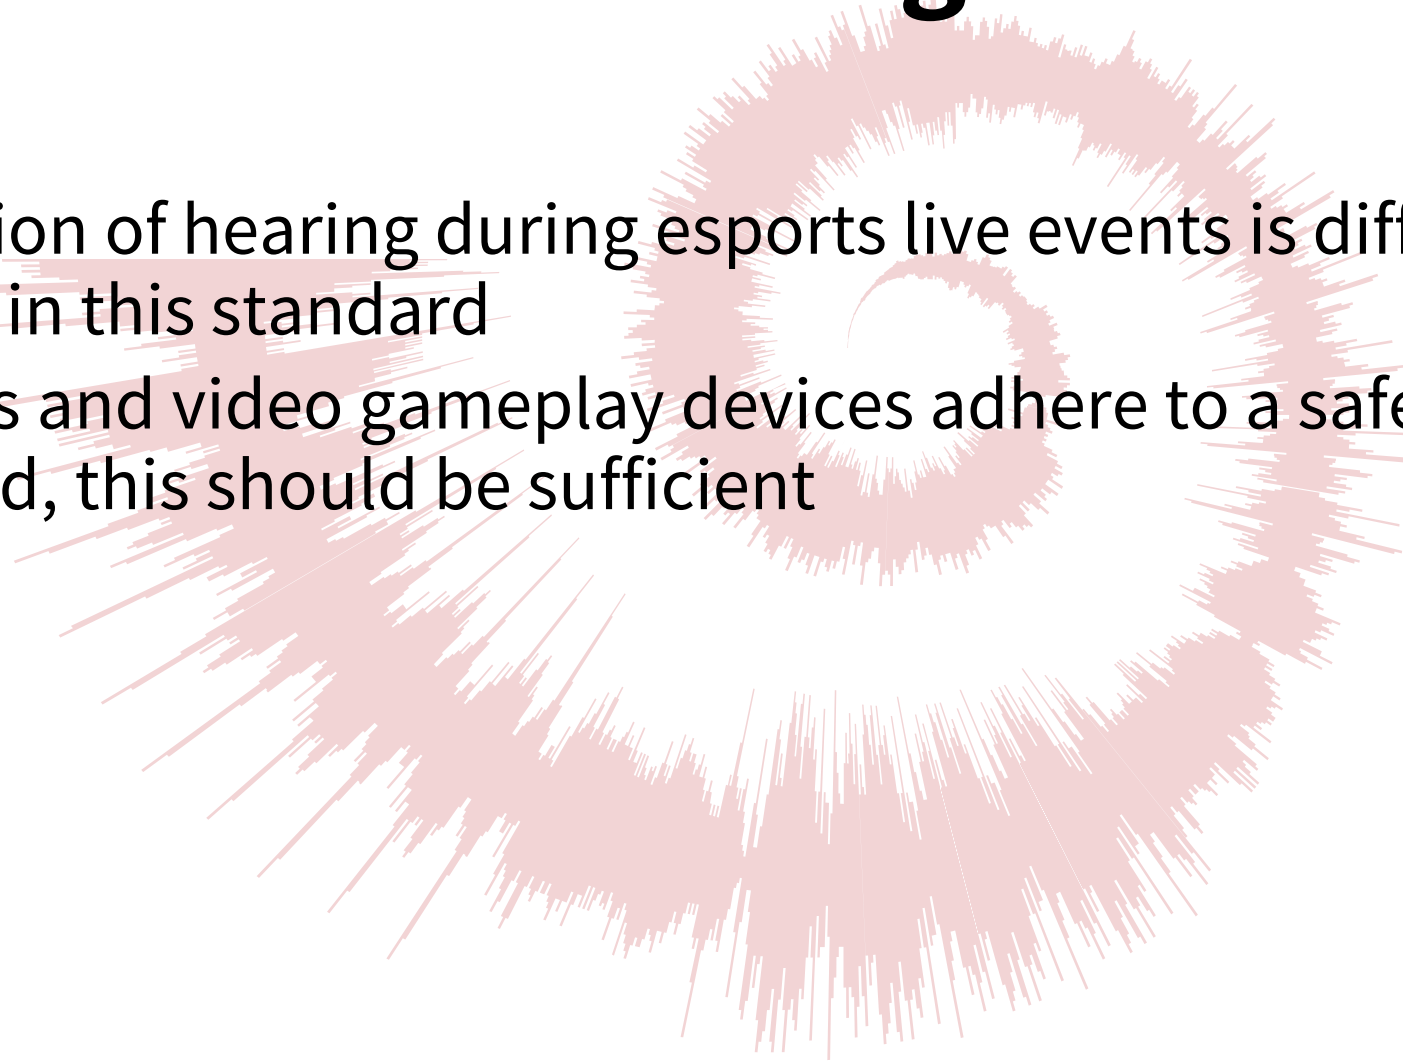 g
ion of hearing during esports live events is diff
in this standard
s and video gameplay devices adhere to a safe
d, this should be sufficient